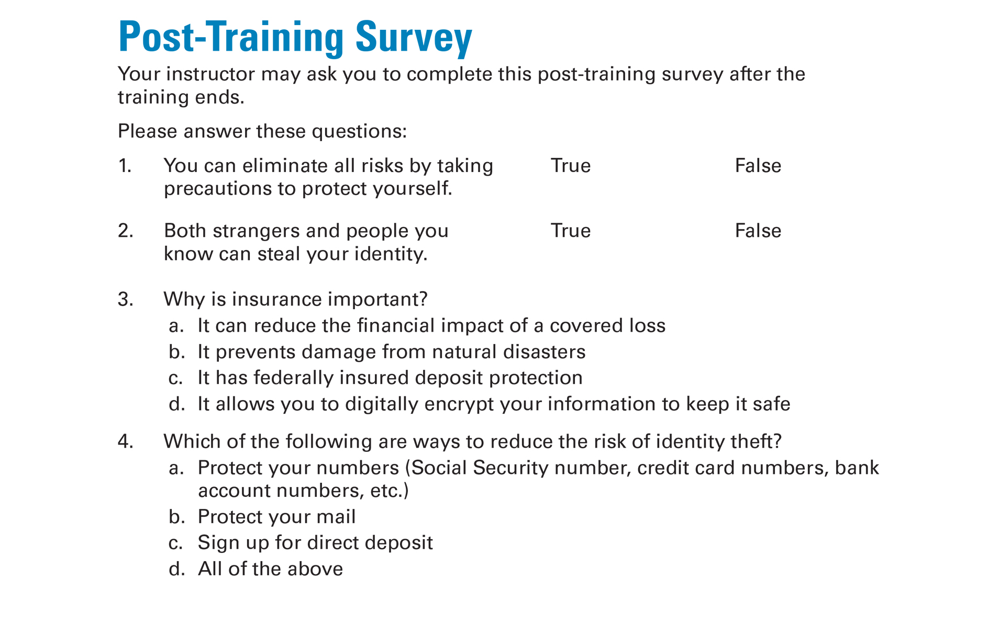 Post-Training Survey
Your instructor may ask you to complete this post-training survey after the
training ends.
Please answer these questions:
1. You can eliminate all risks by taking True False
precautions to protect yourself.
2. Both strangers and people you True False
know can steal your identity.
3. Why is insurance important?
a. It can reduce the financial impact of a covered loss
b. It prevents damage from natural disasters
c. It has federally insured deposit protection
d. It allows you to digitally encrypt your information to keep it safe
4. Which of the following are ways to reduce the risk of identity theft?
a. Protect your numbers (Social Security number, credit card numbers, bank
account numbers, etc.)
b. Protect your mail
c. Sign up for direct deposit
d. All of the above